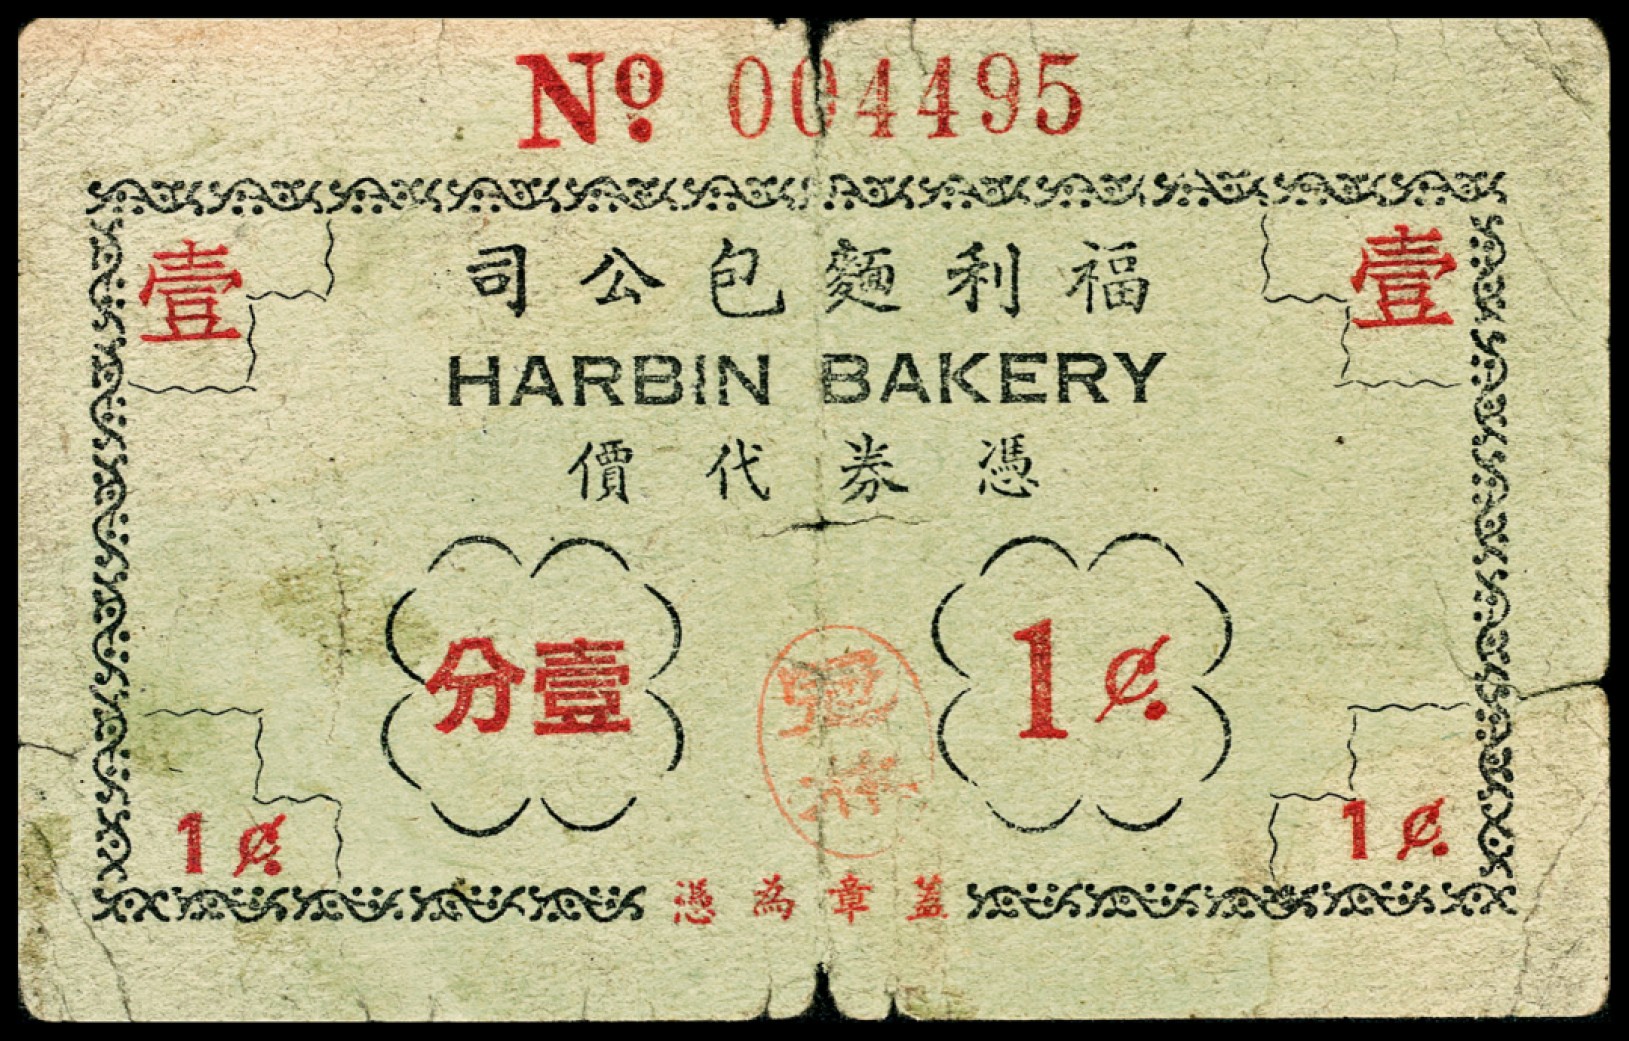 No. 004495
壹 壹
福利麵包公司
HARBIN BAKERY
憑券代價
壹分 1¢.
1¢. 1¢.
蓋章為憑